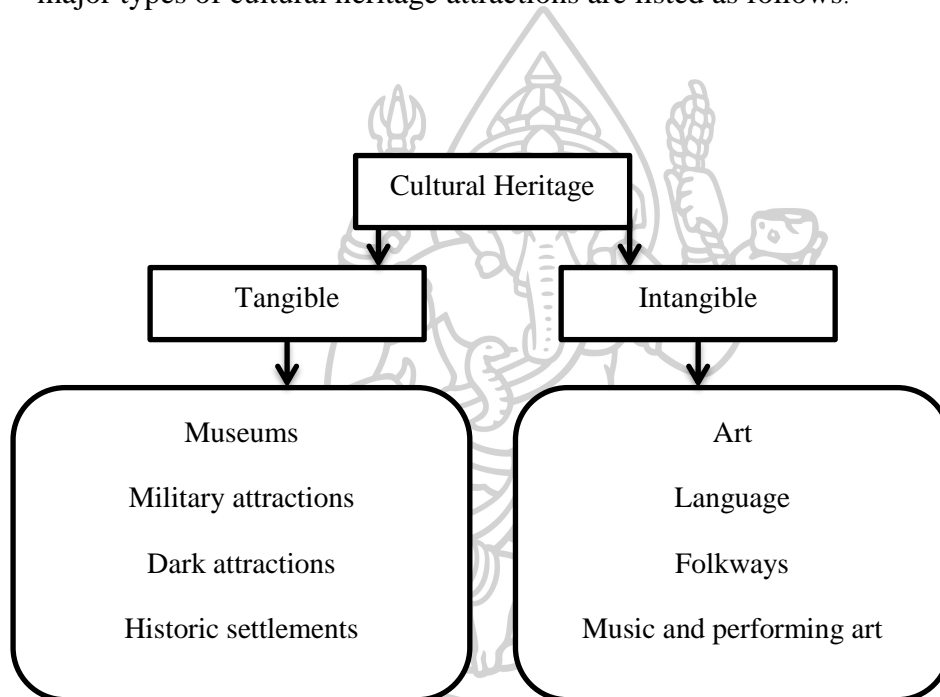 major types of cultural heritage attractions are listed as follows:
Cultural Heritage
Tangible
Intangible
Museums
Military attractions
Dark attractions
Historic settlements
Art
Language
Folkways
Music and performing art